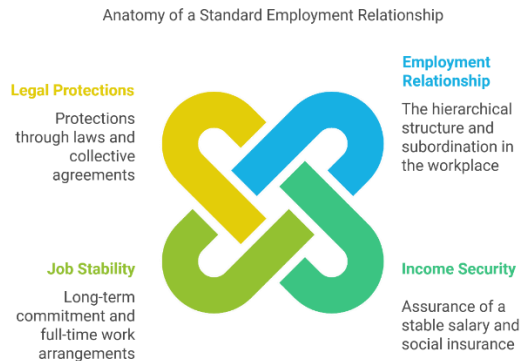 Anatomy of a Standard Employment Relationship
Legal Protections
Protections
through laws and
collective
agreements
Employment
Relationship
The hierarchical
structure and
subordination in
the workplace
Job Stability
Long-term
commitment and
full-time work
arrangements
Income Security
Assurance of a
stable salary and
social insurance